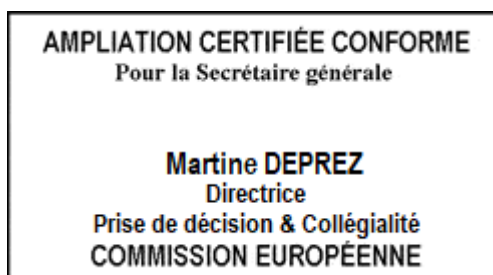 AMPLIATION CERTIFIÉE CONFORME
Pour la Secrétaire générale
Martine DEPREZ
Directrice
Prise de décision & Collégialité
COMMISSION EUROPÉENNE